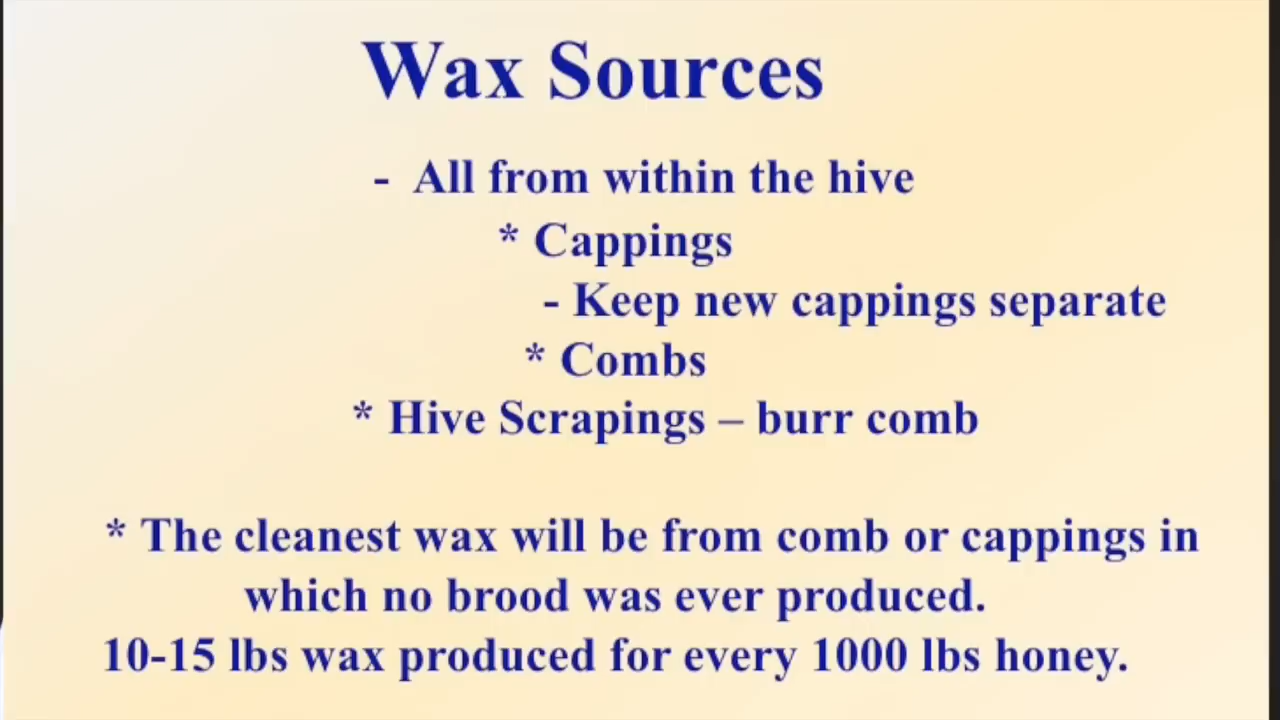 Wax Sources
- All from within the hive
* Cappings
- Keep new cappings separate
* Combs
* Hive Scrapings – burr comb
* The cleanest wax will be from comb or cappings in
which no brood was ever produced.
10-15 lbs wax produced for every 1000 lbs honey.